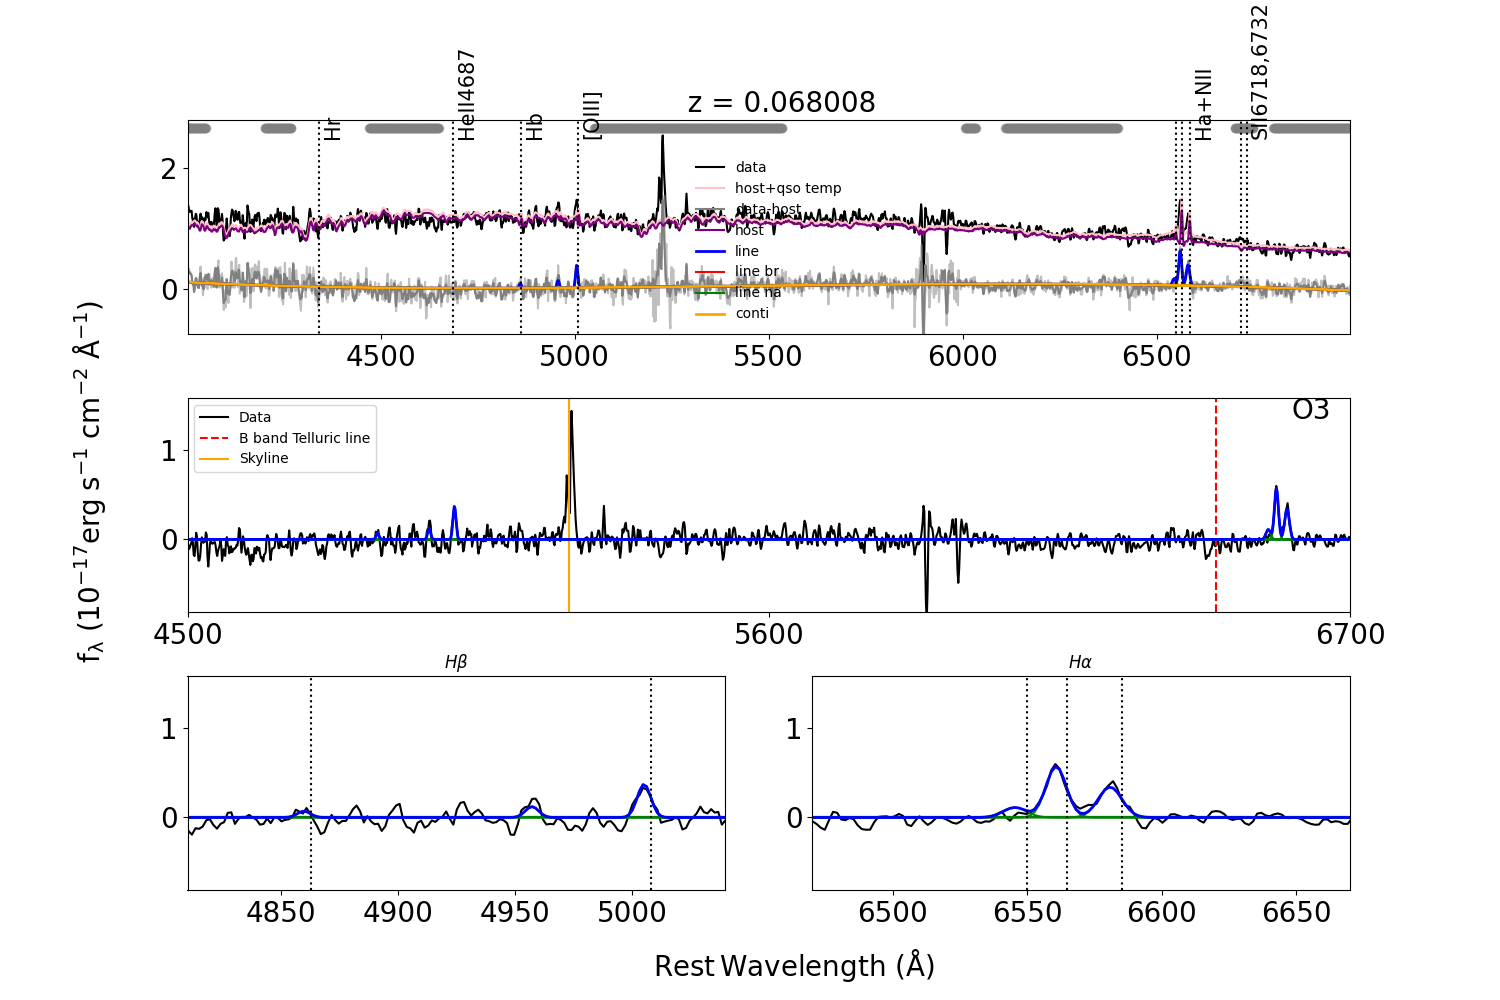 z = 0.068008
Hr
HeII4687
Hb
[OIII]
Ha+NII
SII6718,6732
2
0
data
host+qso temp
data-host
host
line
line br
line na
conti
4500
5000
5500
6000
6500
fλ (10⁻¹⁷erg s⁻¹ cm⁻² Å⁻¹)
O3
1
0
Data
B band Telluric line
Skyline
4500
5600
6700
Hβ
1
0
4850
4900
4950
5000
Hα
1
0
6500
6550
6600
6650
Rest Wavelength (Å)